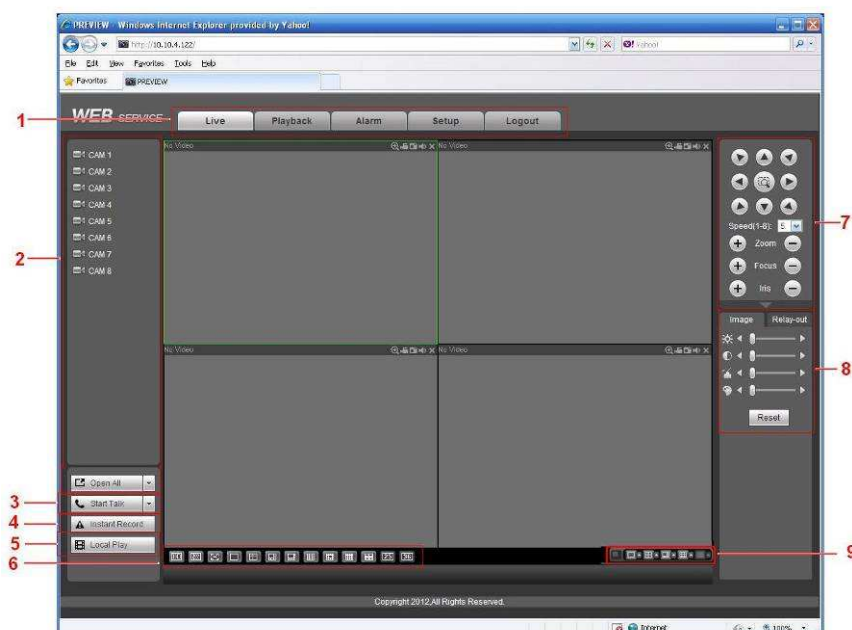 PREVIEW - Windows Internet Explorer provided by Yahoo!
http://10.10.4.122/
yahoo!
File Edit View Favorites Tools Help
Favorites PREVIEW
WEB SERVICE
Live Playback Alarm Setup Logout
1
No Video
No Video
CAM 1
CAM 2
CAM 3
CAM 4
CAM 5
CAM 6
CAM 7
CAM 8
2
Speed(1-8): 5
7
Zoom
Focus
Iris
Image Relay-out
8
Reset
No Video
No Video
Open All
3 Start Talk
4 Instant Record
5 Local Play
6
9
Copyright 2012,All Rights Reserved.
Internet 100%